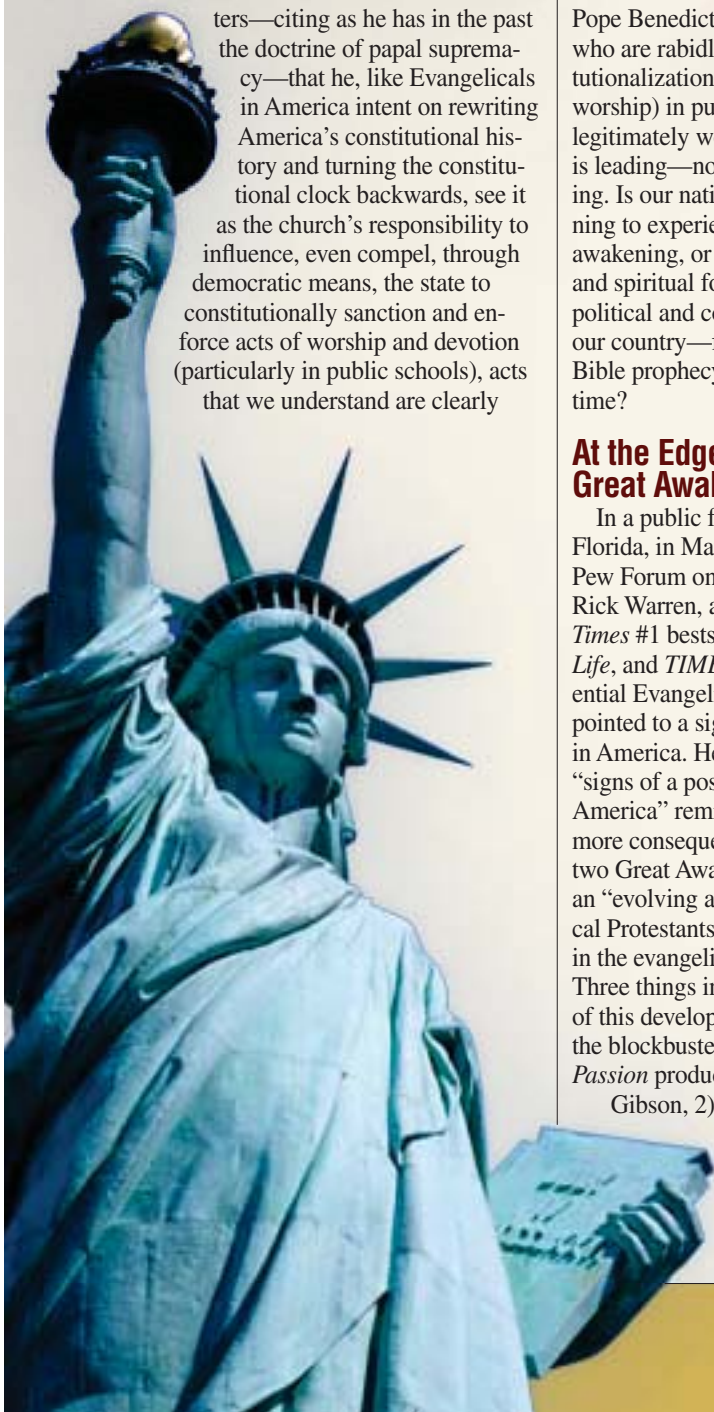 ters—citing as he has in the past
the doctrine of papal suprema-
cy—that he, like Evangelicals
in America intent on rewriting
America's constitutional his-
tory and turning the constitu-
tional clock backwards, see it
as the church's responsibility to
influence, even compel, through
democratic means, the state to
constitutionally sanction and en-
force acts of worship and devotion
(particularly in public schools), acts
that we understand are clearly
Pope Benedict
who are rabidl
tutionalization
worship) in pu
legitimately w
is leading—no
ing. Is our nati
ning to experie
awakening, or
and spiritual fo
political and co
our country—
Bible prophecy
time?
At the Edge
Great Awa
In a public f
Florida, in Ma
Pew Forum on
Rick Warren, a
Times #1 bests
Life, and TIM
ential Evangeli
pointed to a sig
in America. He
"signs of a pos
America" rem
more conseque
two Great Awa
an "evolving a
cal Protestants
in the evangeli
Three things i
of this develop
the blockbuste
Passion produ
Gibson, 2)